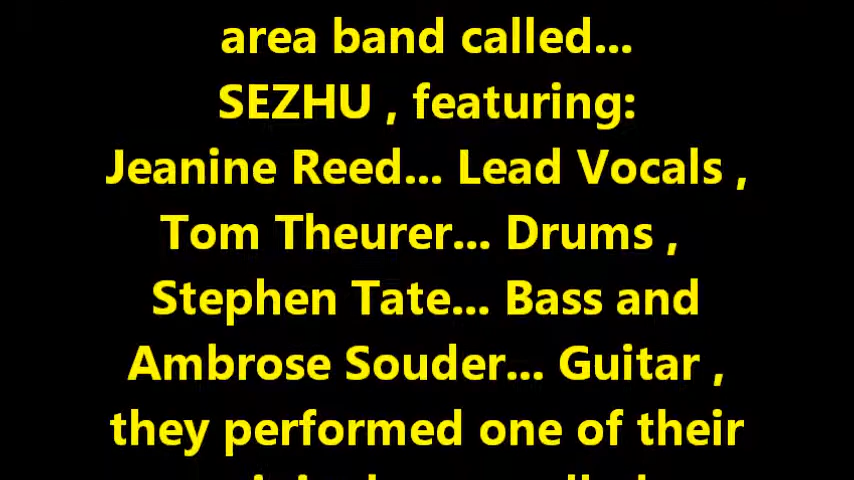 area band called...
SEZHU , featuring:
Jeanine Reed... Lead Vocals ,
Tom Theurer... Drums ,
Stephen Tate... Bass and
Ambrose Souder... Guitar ,
they performed one of their